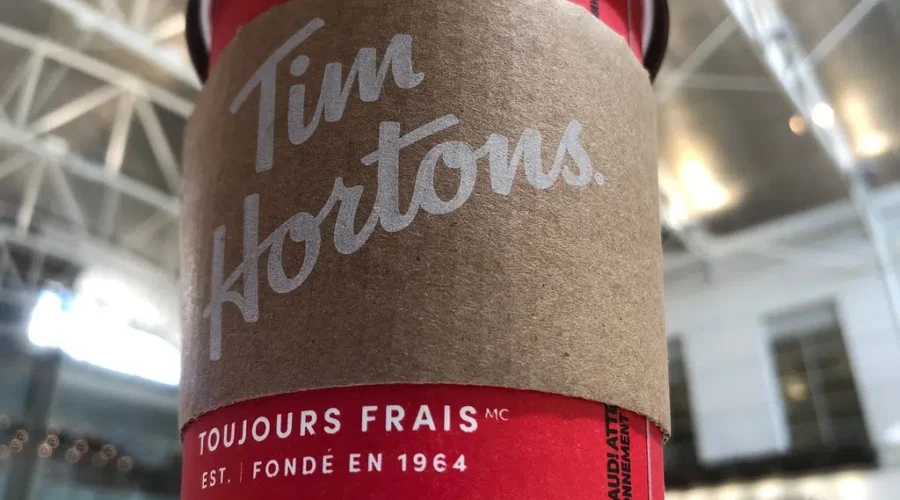 Tim
Hortons®
TOUJOURS FRAIS MC
EST. | FONDÉ EN 1964